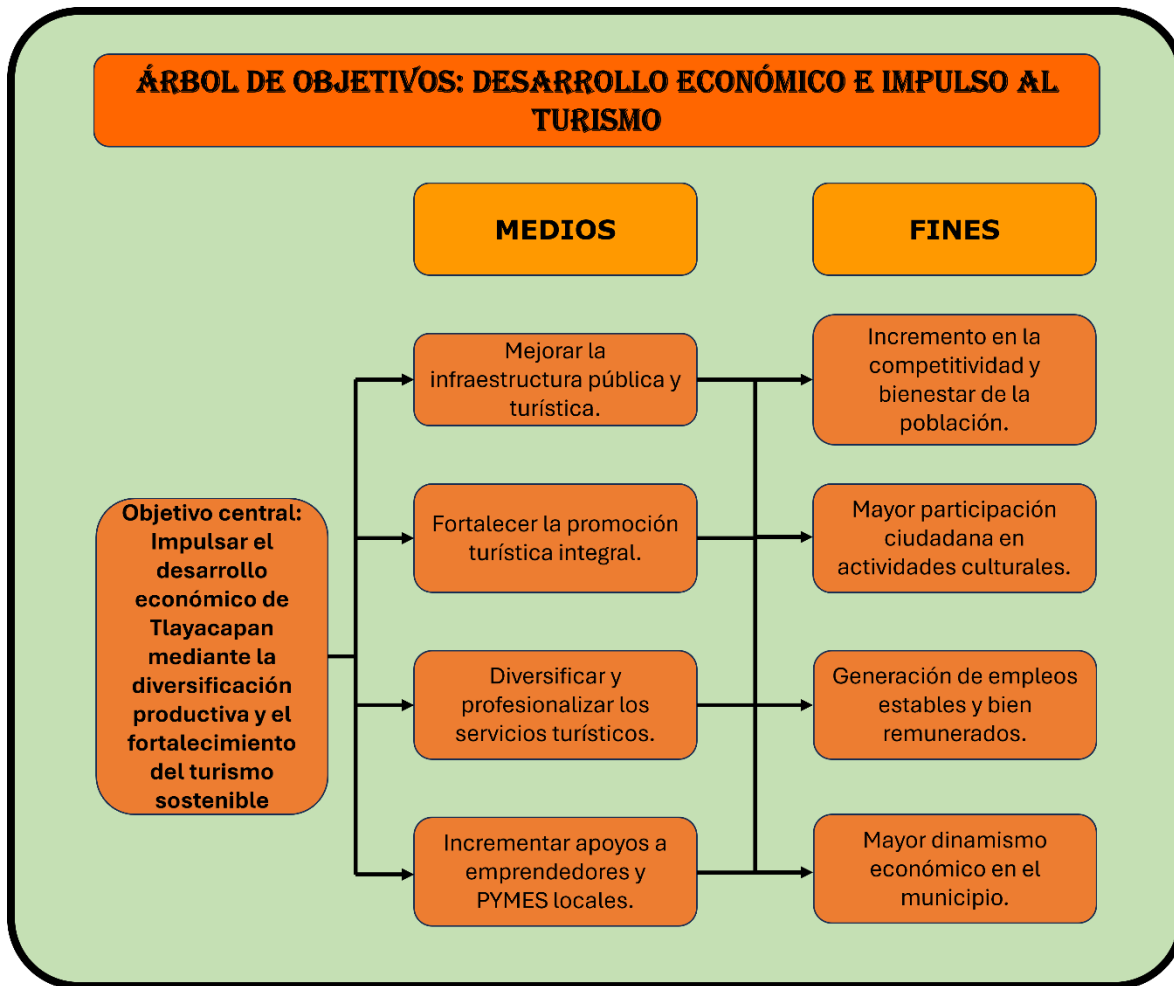 ÁRBOL DE OBJETIVOS: DESARROLLO ECONÓMICO E IMPULSO AL
TURISMO
MEDIOS
FINES
Objetivo central:
Impulsar el
desarrollo
económico de
Tlayacapan
mediante la
diversificación
productiva y el
fortalecimiento
del turismo
sostenible
Mejorar la
infraestructura pública y
turística.
Incremento en la
competitividad y
bienestar de la
población.
Fortalecer la promoción
turística integral.
Mayor participación
ciudadana en
actividades culturales.
Diversificar y
profesionalizar los
servicios turísticos.
Generación de empleos
estables y bien
remunerados.
Incrementar apoyos a
emprendedores y
PYMES locales.
Mayor dinamismo
económico en el
municipio.